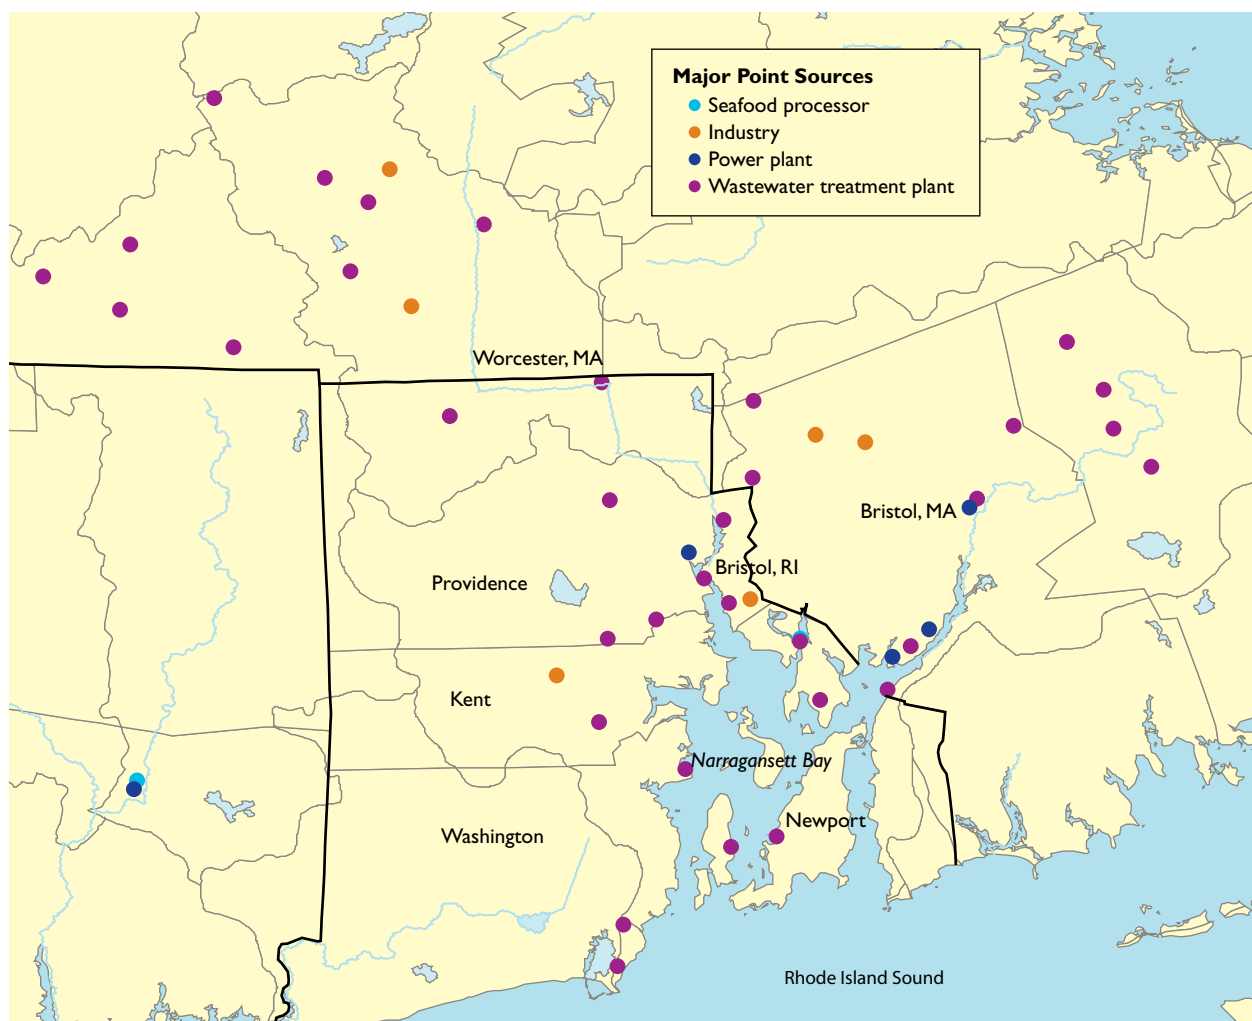 Major Point Sources
Seafood processor
Industry
Power plant
Wastewater treatment plant
Worcester, MA
Bristol, MA
Bristol, RI
Providence
Kent
Narragansett Bay
Newport
Washington
Rhode Island Sound